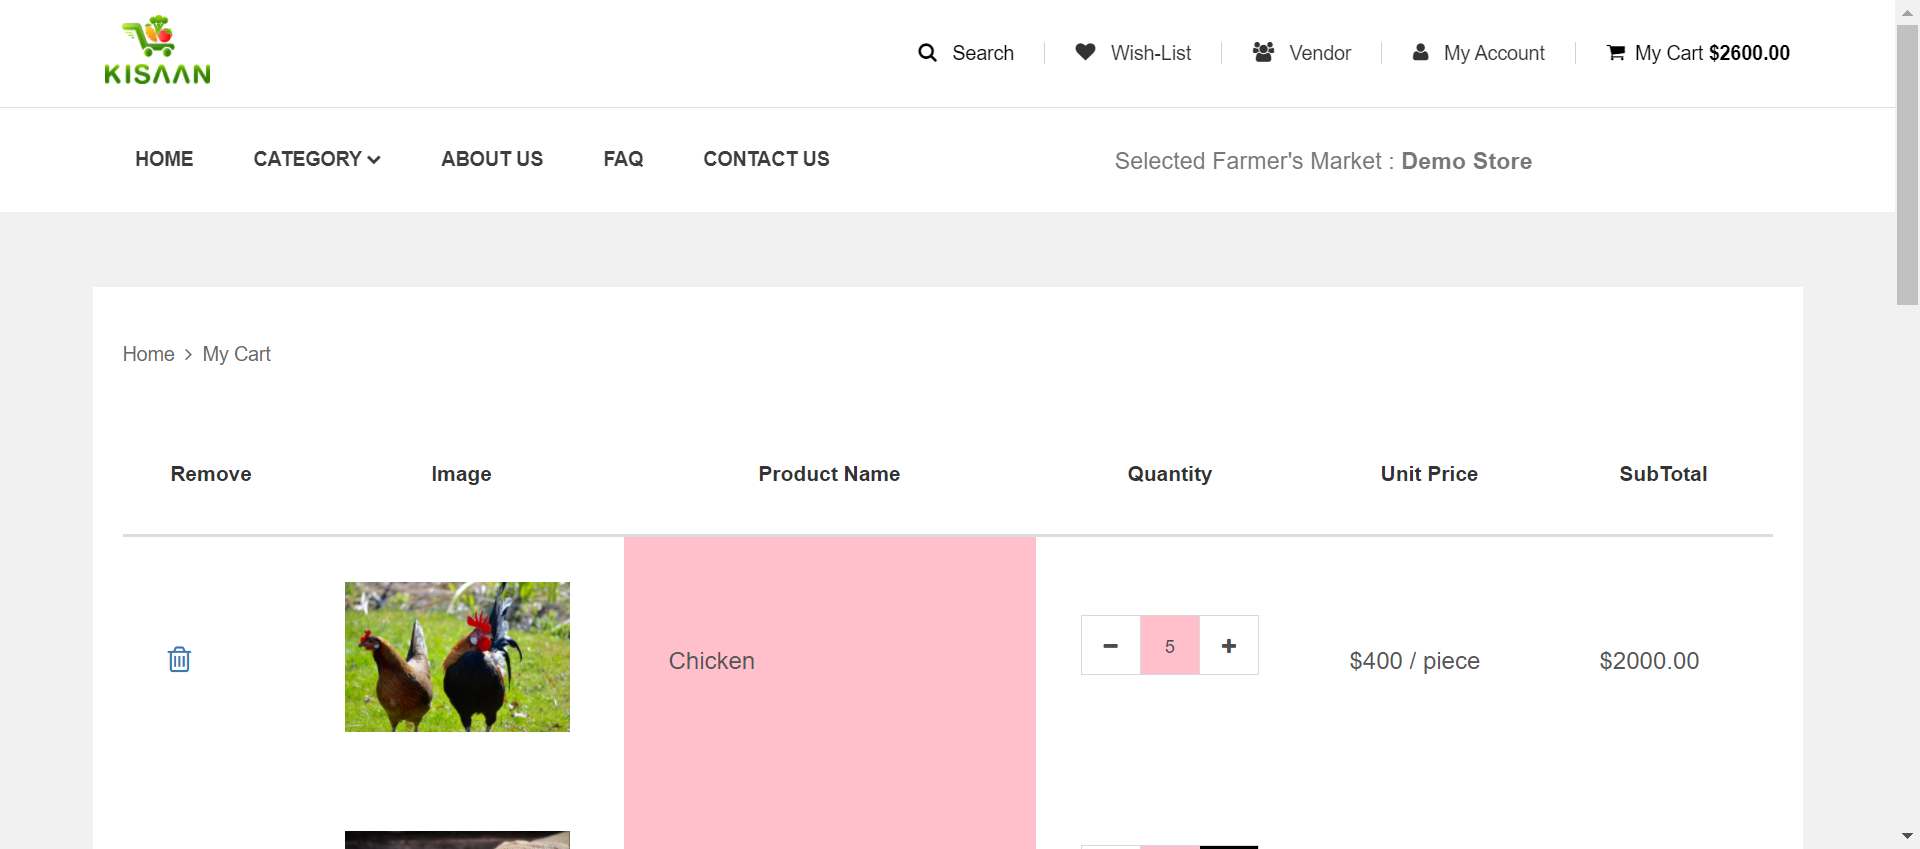 KISAAN
Search
Wish-List
Vendor
My Account
My Cart $2600.00
HOME
CATEGORY
ABOUT US
FAQ
CONTACT US
Selected Farmer's Market : Demo Store
Home > My Cart
Remove
Image
Product Name
Quantity
Unit Price
SubTotal
Chicken
5
$400 / piece
$2000.00